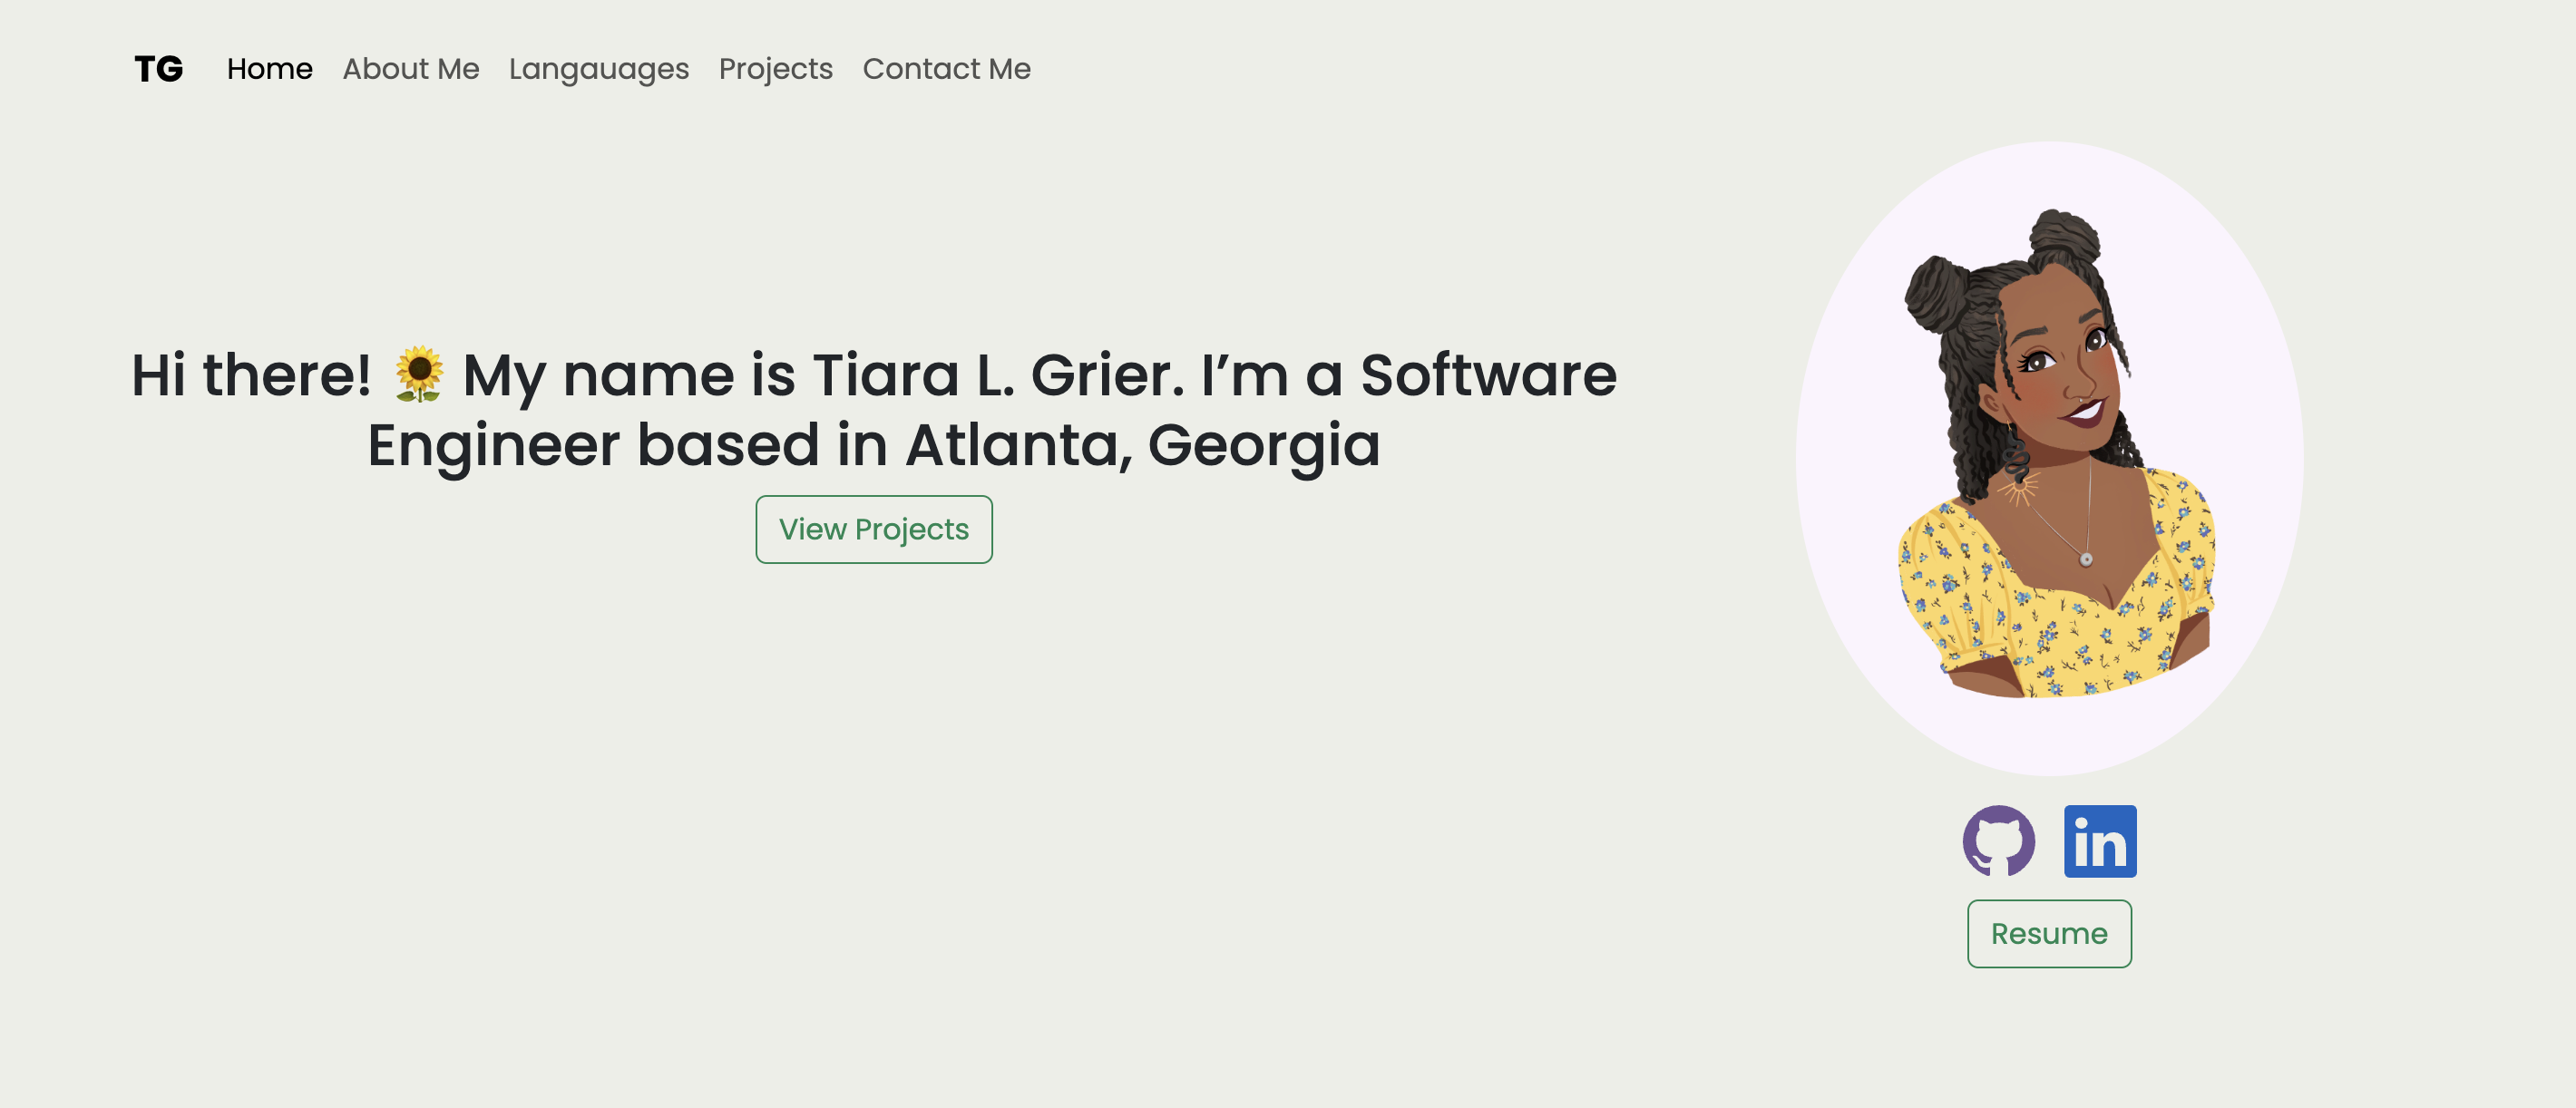 TG Home About Me Langauages Projects Contact Me
Hi there! 🌻 My name is Tiara L. Grier. I’m a Software
Engineer based in Atlanta, Georgia
View Projects
in
Resume